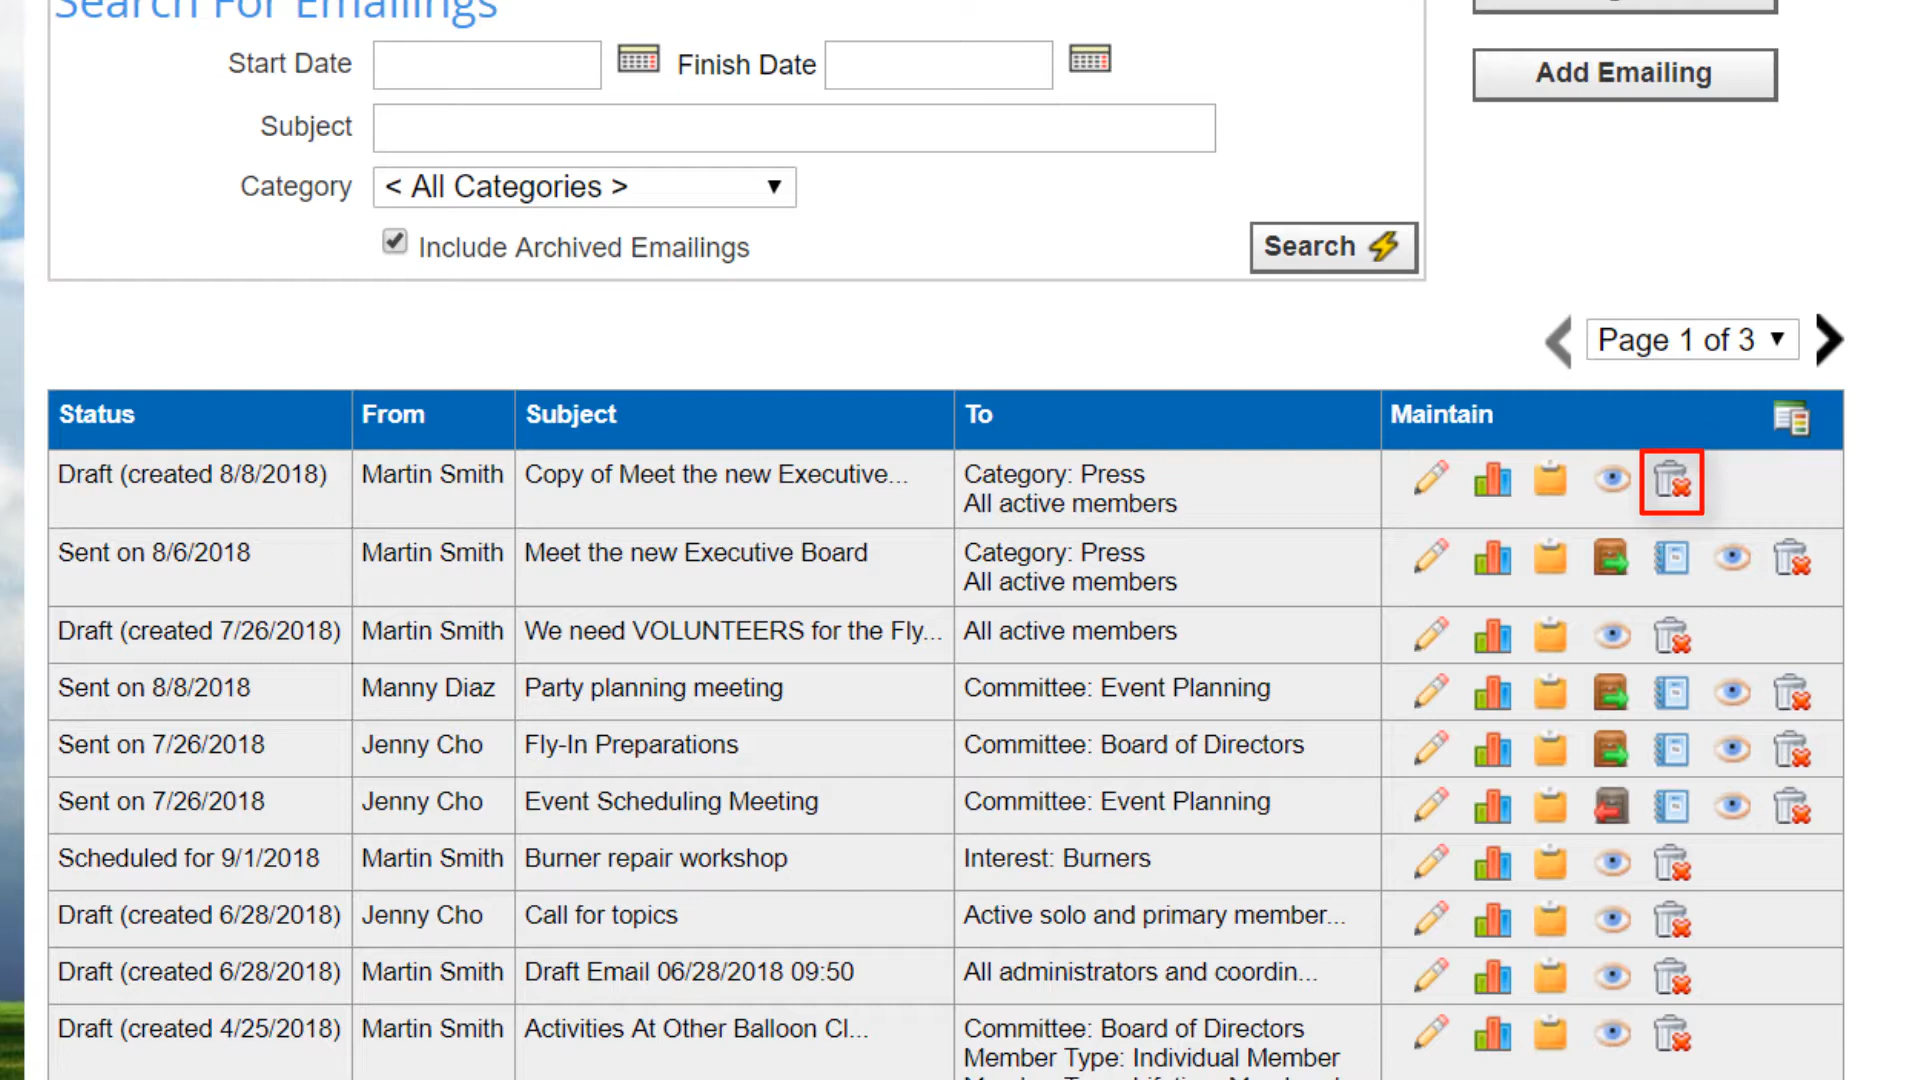 Search For Emailings
Start Date Finish Date
Add Emailing
Subject
Category < All Categories >
Include Archived Emailings
Search
Page 1 of 3
Status From Subject To Maintain
Draft (created 8/8/2018) Martin Smith Copy of Meet the new Executive... Category: Press
All active members
Sent on 8/6/2018 Martin Smith Meet the new Executive Board Category: Press
All active members
Draft (created 7/26/2018) Martin Smith We need VOLUNTEERS for the Fly... All active members
Sent on 8/8/2018 Manny Diaz Party planning meeting Committee: Event Planning
Sent on 7/26/2018 Jenny Cho Fly-In Preparations Committee: Board of Directors
Sent on 7/26/2018 Jenny Cho Event Scheduling Meeting Committee: Event Planning
Scheduled for 9/1/2018 Martin Smith Burner repair workshop Interest: Burners
Draft (created 6/28/2018) Jenny Cho Call for topics Active solo and primary member...
Draft (created 6/28/2018) Martin Smith Draft Email 06/28/2018 09:50 All administrators and coordin...
Draft (created 4/25/2018) Martin Smith Activities At Other Balloon Cl... Committee: Board of Directors
Member Type: Individual Member